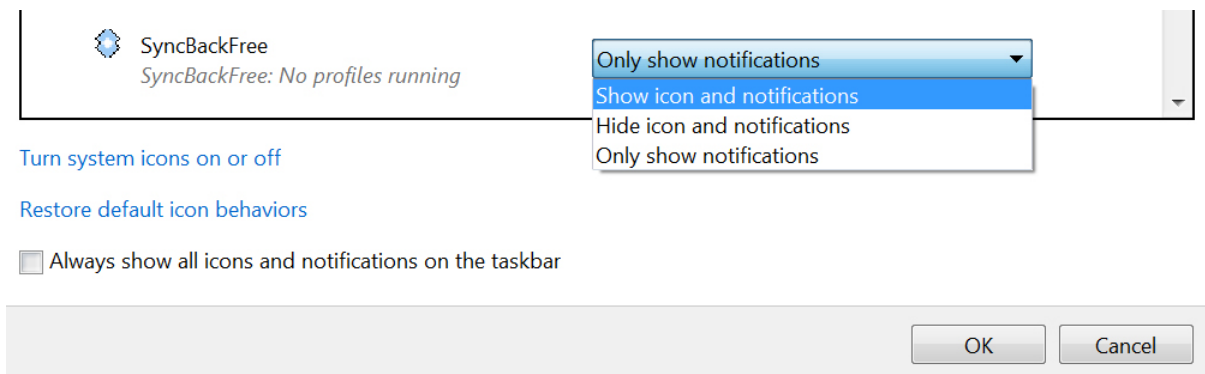 SyncBackFree
SyncBackFree: No profiles running
Only show notifications
Show icon and notifications
Hide icon and notifications
Only show notifications
Turn system icons on or off
Restore default icon behaviors
Always show all icons and notifications on the taskbar
OK
Cancel